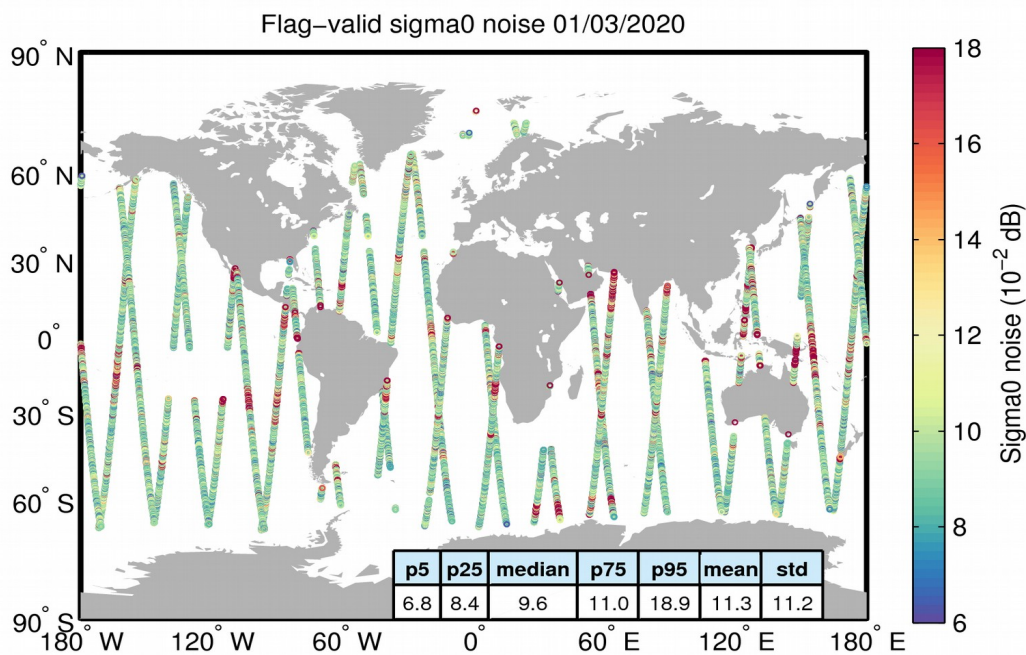 Flag−valid sigma0 noise 01/03/2020
90° N
60° N
30° N
0°
30° S
60° S
90° S
180° W
120° W
60° W
0°
60° E
120° E
180° E
p5 p25 median p75 p95 mean std
6.8 8.4 9.6 11.0 18.9 11.3 11.2
18
16
14
12
10
8
6
Sigma0 noise (10⁻² dB)